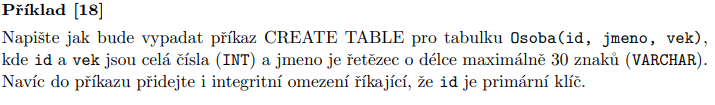 Příklad [18]
Napište jak bude vypadat příkaz CREATE TABLE pro tabulku Osoba(id, jmeno, vek),
kde id a vek jsou celá čísla (INT) a jmeno je řetězec o délce maximálně 30 znaků (VARCHAR).
Navíc do příkazu přidejte i integritní omezení říkající, že id je primární klíč.